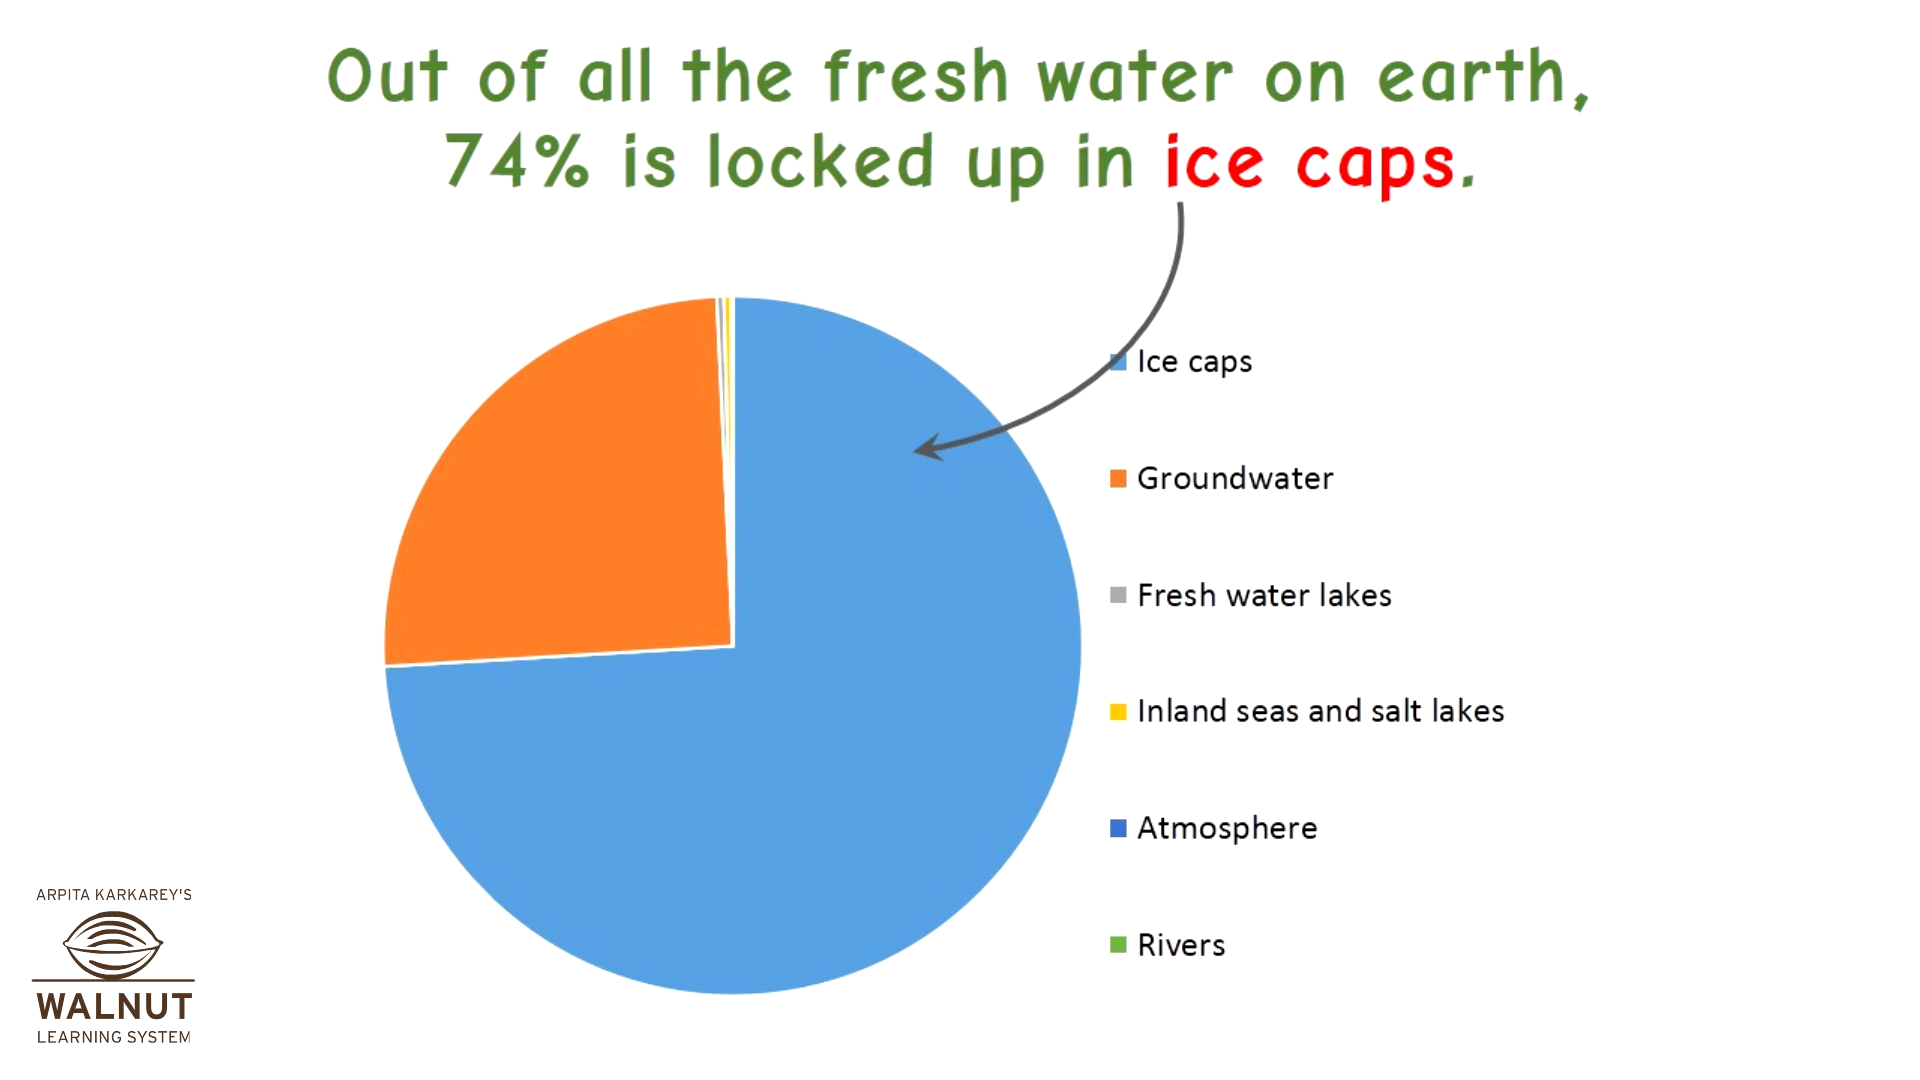 Out of all the fresh water on earth,
74% is locked up in ice caps.
Ice caps
Groundwater
Fresh water lakes
Inland seas and salt lakes
Atmosphere
Rivers
ARPITA KARKAREY'S
WALNUT
LEARNING SYSTEM